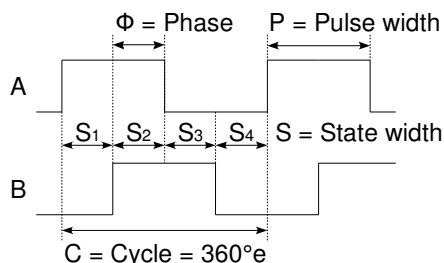 Φ = Phase P = Pulse width
A
S1 S2 S3 S4 S = State width
B
C = Cycle = 360°e